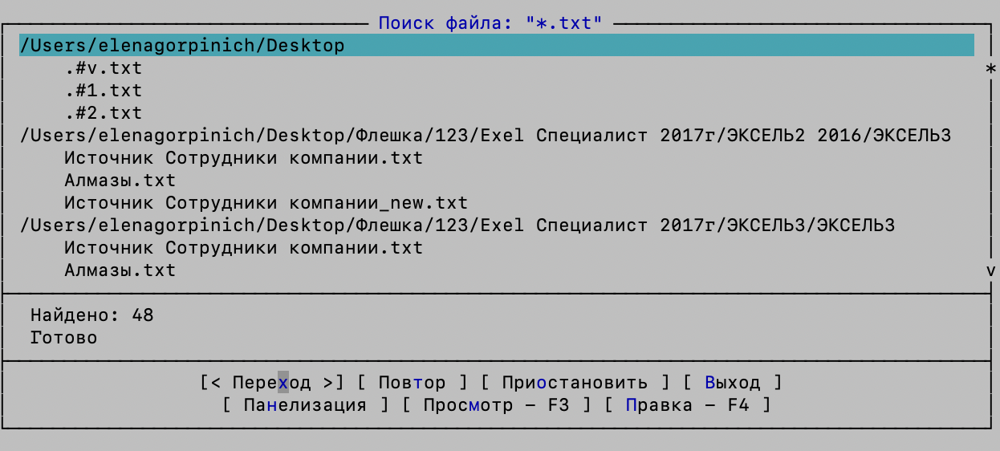 Поиск файла: "*.txt"
/Users/elenagorpinich/Desktop
.#v.txt
.#1.txt
.#2.txt
/Users/elenagorpinich/Desktop/Флешка/123/Exel Специалист 2017г/ЭКСЕЛЬ2 2016/ЭКСЕЛЬ3
Источник Сотрудники компании.txt
Алмазы.txt
Источник Сотрудники компании_new.txt
/Users/elenagorpinich/Desktop/Флешка/123/Exel Специалист 2017г/ЭКСЕЛЬ3/ЭКСЕЛЬ3
Источник Сотрудники компании.txt
Алмазы.txt
Найдено: 48
Готово
[< Переход >] [ Повтор ] [ Приостановить ] [ Выход ]
[ Панелизация ] [ Просмотр - F3 ] [ Правка - F4 ]